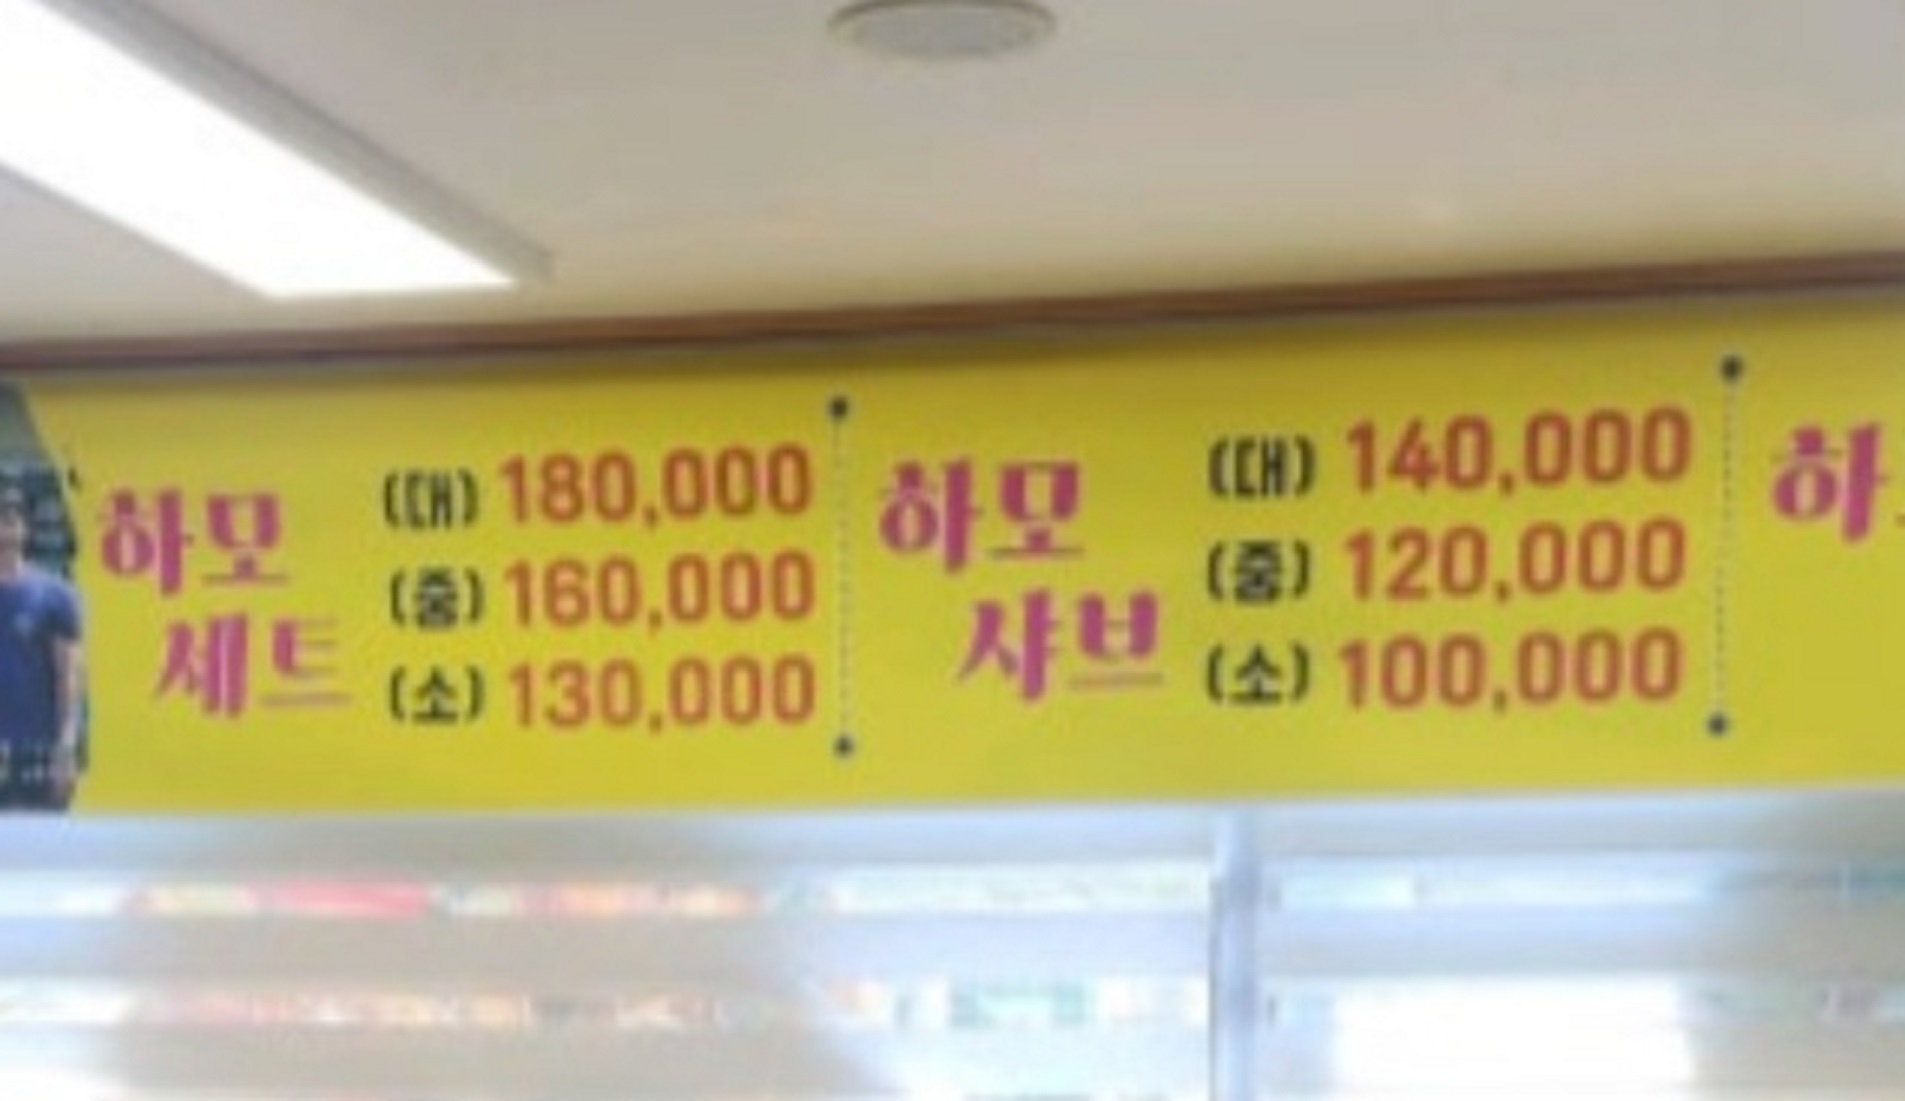 하모
세트
(대) 180,000
(중) 160,000
(소) 130,000
하모
샤브
(대) 140,000
(중) 120,000
(소) 100,000
하